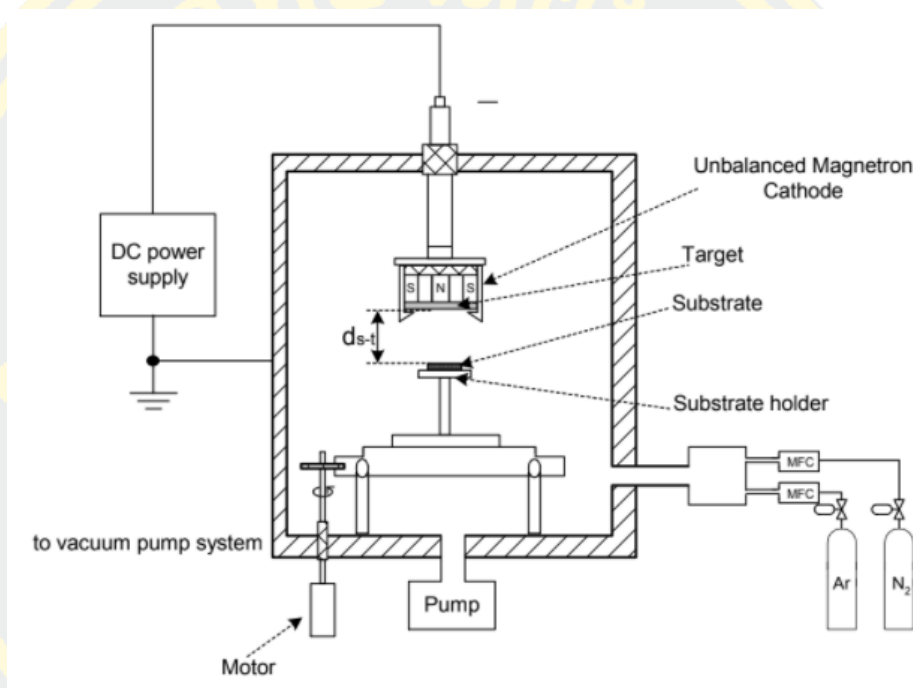 —
Unbalanced Magnetron
Cathode
DC power
supply
Target
S N S
Substrate
ds-t
Substrate holder
MFC
MFC
to vacuum pump system
Ar
N2
Pump
Motor